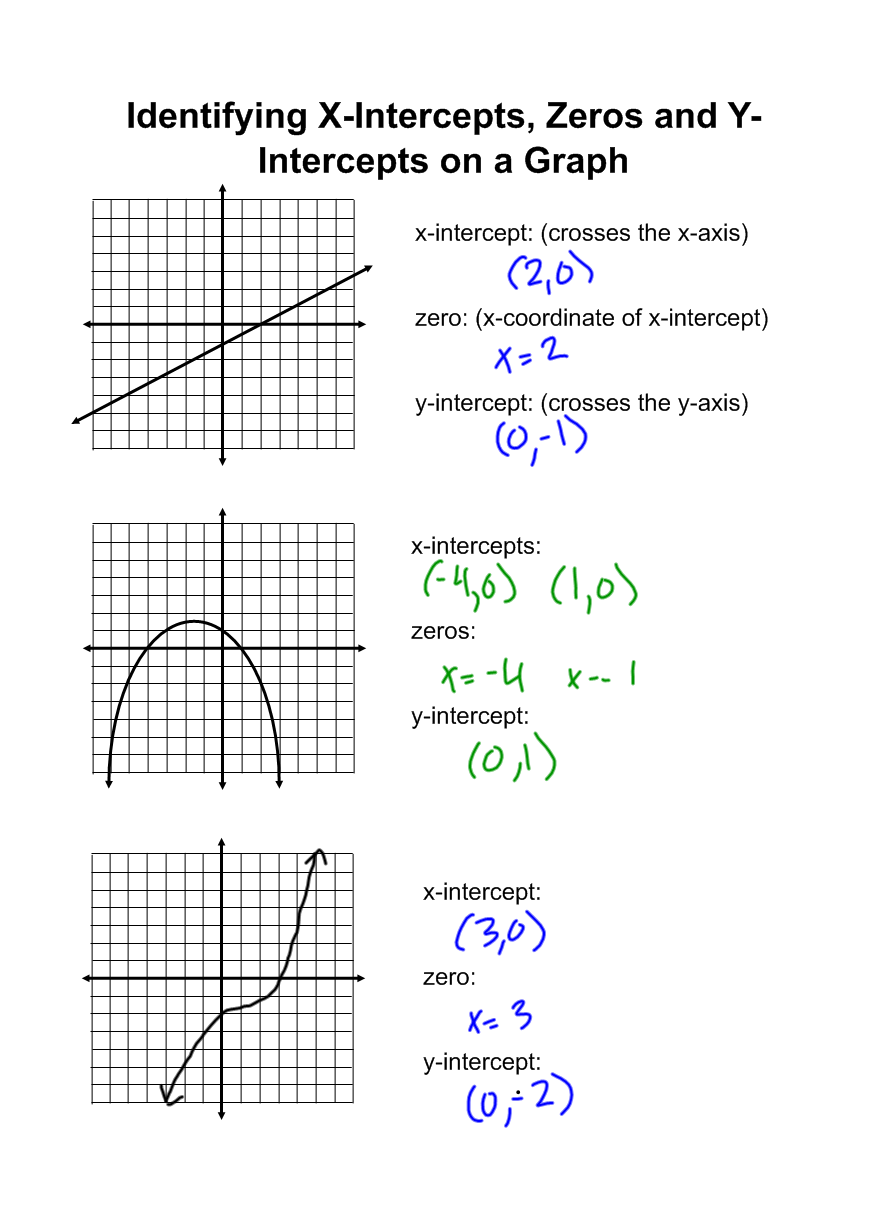 Identifying X-Intercepts, Zeros and Y-
Intercepts on a Graph
x-intercept: (crosses the x-axis)
(2,0)
zero: (x-coordinate of x-intercept)
x = 2
y-intercept: (crosses the y-axis)
(0,-1)
x-intercepts:
(-4,0) (1,0)
zeros:
x = -4 x -- 1
y-intercept:
(0,1)
x-intercept:
(3,0)
zero:
x = 3
y-intercept:
(0,-2)